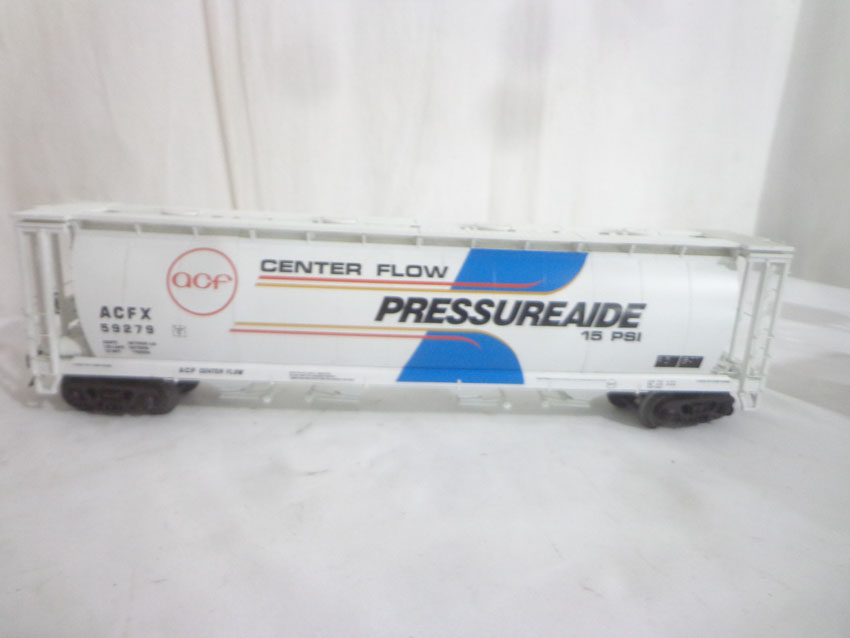 acf
CENTER FLOW
PRESSUREAIDE
15 PSI
ACFX
59279
ACF CENTER FLOW